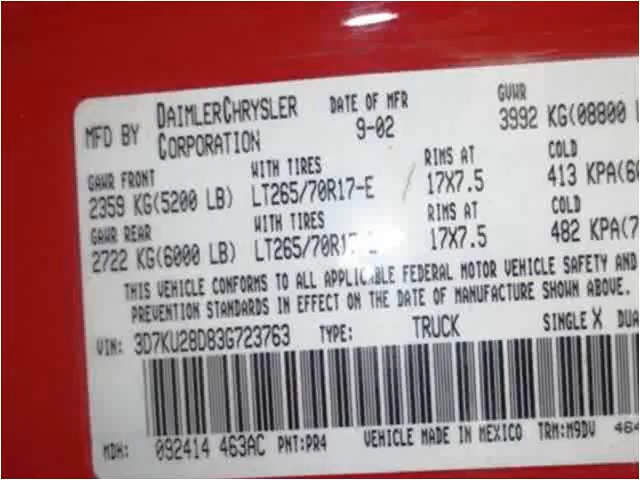 MFD BY DAIMLERCHRYSLER CORPORATION DATE OF MFR 9-02 GVWR 3992 KG(08800 L
GAWR FRONT WITH TIRES RIMS AT COLD
2359 KG(5200 LB) LT265/70R17-E 17X7.5 413 KPA(60
GAWR REAR WITH TIRES RIMS AT COLD
2722 KG(6000 LB) 17X7.5 482 KPA(7
THIS VEHICLE CONFORMS TO ALL APPLICABLE FEDERAL MOTOR VEHICLE SAFETY AND
PREVENTION STANDARDS IN EFFECT ON THE DATE OF MANUFACTURE SHOWN ABOVE.
VIN: 3D7KU28D83G723763 TYPE: TRUCK SINGLE X DUA
MDH: 092414 463AC PNT:PR4 VEHICLE MADE IN MEXICO TRM:M9DV 464